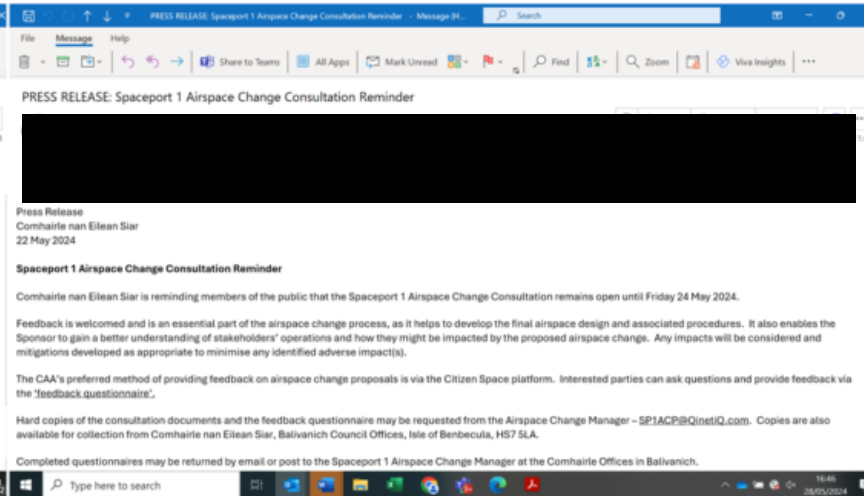 PRESS RELEASE: Spaceport 1 Airspace Change Consultation Reminder - Message (H...
Search
File Message Help
Share to Teams All Apps Mark Unread Find Zoom Viva Insights ...
PRESS RELEASE: Spaceport 1 Airspace Change Consultation Reminder
Press Release
Comhairle nan Eilean Siar
22 May 2024
Spaceport 1 Airspace Change Consultation Reminder
Comhairle nan Eilean Siar is reminding members of the public that the Spaceport 1 Airspace Change Consultation remains open until Friday 24 May 2024.
Feedback is welcomed and is an essential part of the airspace change process, as it helps to develop the final airspace design and associated procedures. It also enables the
Sponsor to gain a better understanding of stakeholders' operations and how they might be impacted by the proposed airspace change. Any impacts will be considered and
mitigations developed as appropriate to minimise any identified adverse impact(s).
The CAA's preferred method of providing feedback on airspace change proposals is via the Citizen Space platform. Interested parties can ask questions and provide feedback via
the 'feedback questionnaire'.
Hard copies of the consultation documents and the feedback questionnaire may be requested from the Airspace Change Manager – SP1ACP@QinetiQ.com. Copies are also
available for collection from Comhairle nan Eilean Siar, Balivanich Council Offices, Isle of Benbecula, HS7 5LA.
Completed questionnaires may be returned by email or post to the Spaceport 1 Airspace Change Manager at the Comhairle Offices in Balivanich.
Type here to search
16:46
28/05/2024